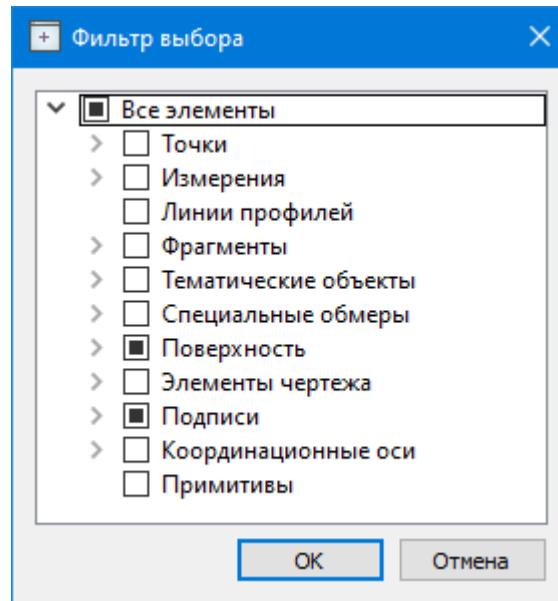 Фильтр выбора
Все элементы
Точки
Измерения
Линии профилей
Фрагменты
Тематические объекты
Специальные обмеры
Поверхность
Элементы чертежа
Подписи
Координационные оси
Примитивы
ОК Отмена